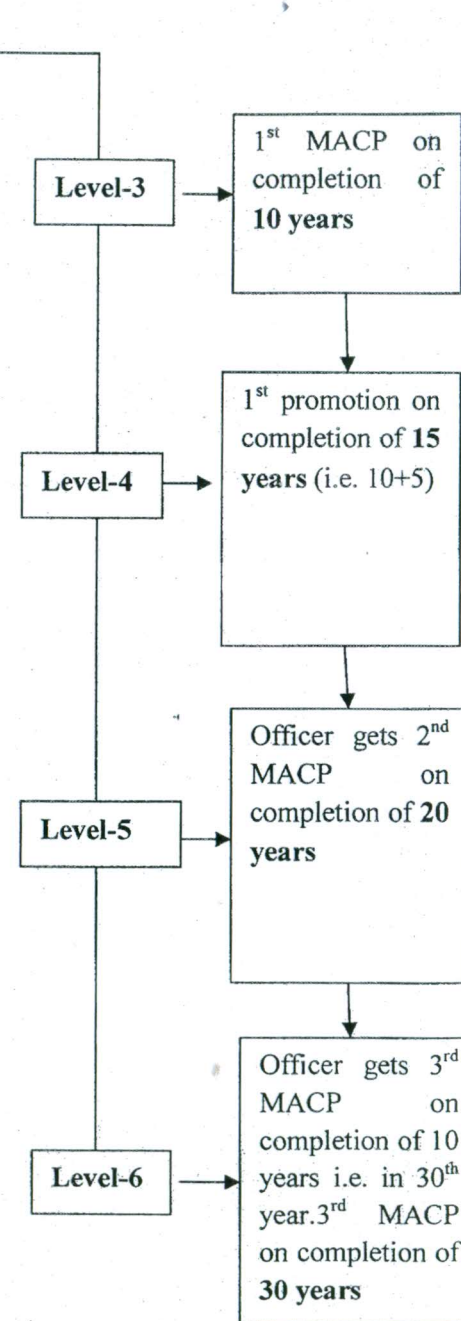 Level-3
1st MACP on
completion of
10 years
Level-4
1st promotion on
completion of 15
years (i.e. 10+5)
Level-5
Officer gets 2nd
MACP on
completion of 20
years
Level-6
Officer gets 3rd
MACP on
completion of 10
years i.e. in 30th
year.3rd MACP
on completion of
30 years